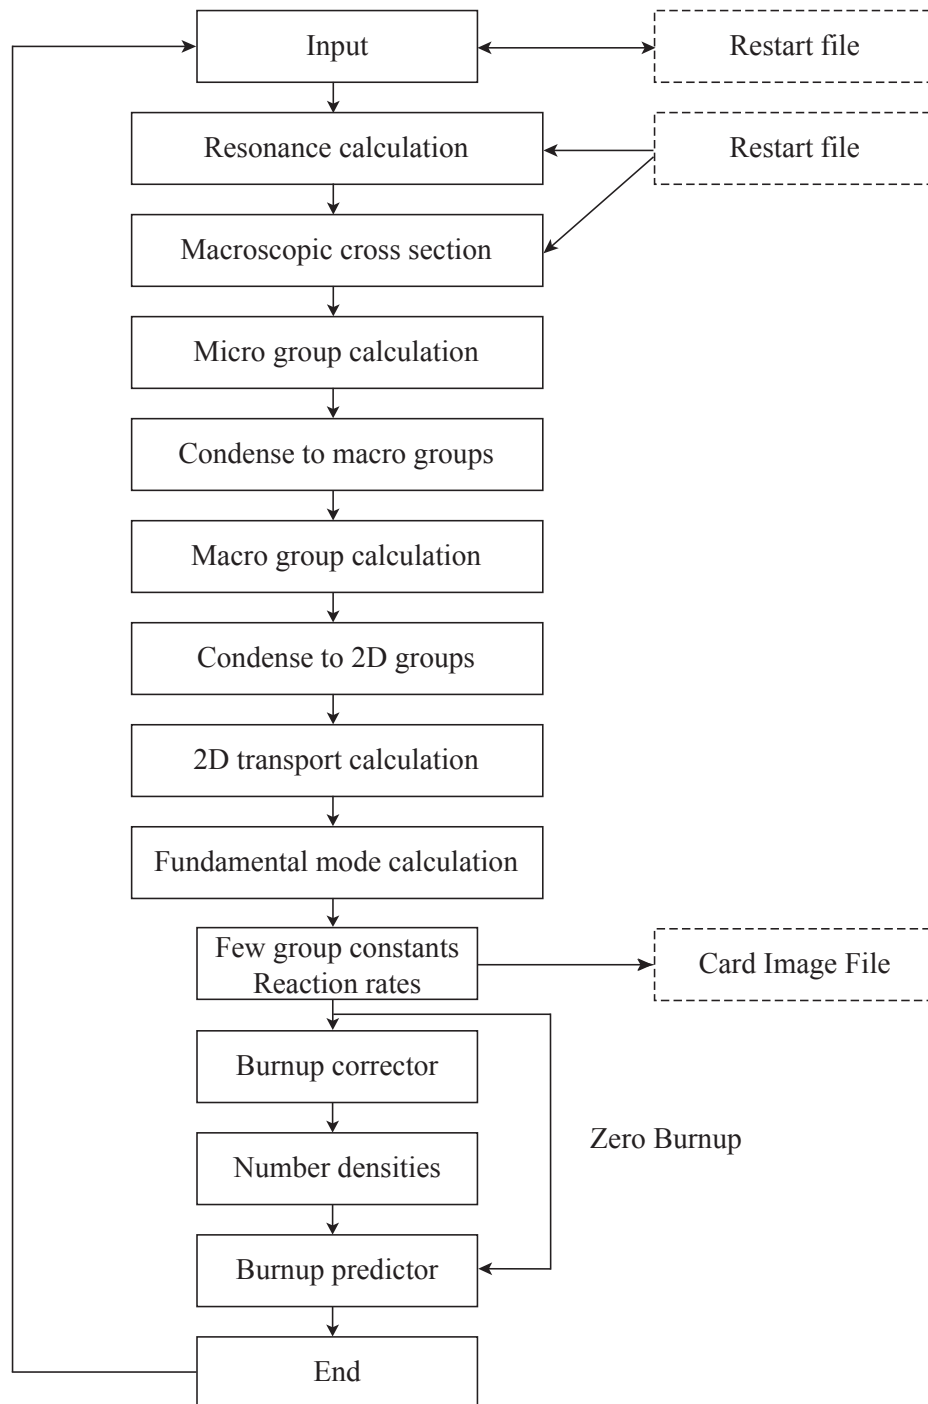 Input
Restart file
Resonance calculation
Restart file
Macroscopic cross section
Micro group calculation
Condense to macro groups
Macro group calculation
Condense to 2D groups
2D transport calculation
Fundamental mode calculation
Few group constants
Reaction rates
Card Image File
Burnup corrector
Zero Burnup
Number densities
Burnup predictor
End